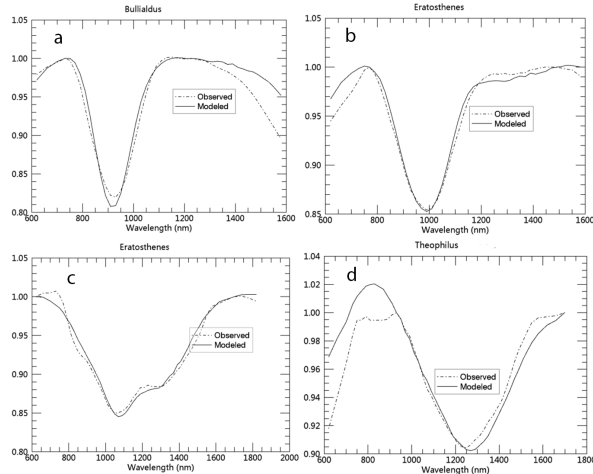 Bullialdus
a
1.05
1.00
0.95
0.90
0.85
0.80
Observed
Modeled
600 800 1000 1200 1400 1600
Wavelength (nm)
Eratosthenes
b
1.05
1.00
0.95
0.90
0.85
Observed
Modeled
600 800 1000 1200 1400 1600
Wavelength (nm)
Eratosthenes
c
1.05
1.00
0.95
0.90
0.85
0.80
Observed
Modeled
600 800 1000 1200 1400 1600 1800 2000
Wavelength (nm)
Theophilus
d
1.04
1.02
1.00
0.98
0.96
0.94
0.92
0.90
Observed
Modeled
600 800 1000 1200 1400 1600 1800
Wavelength (nm)